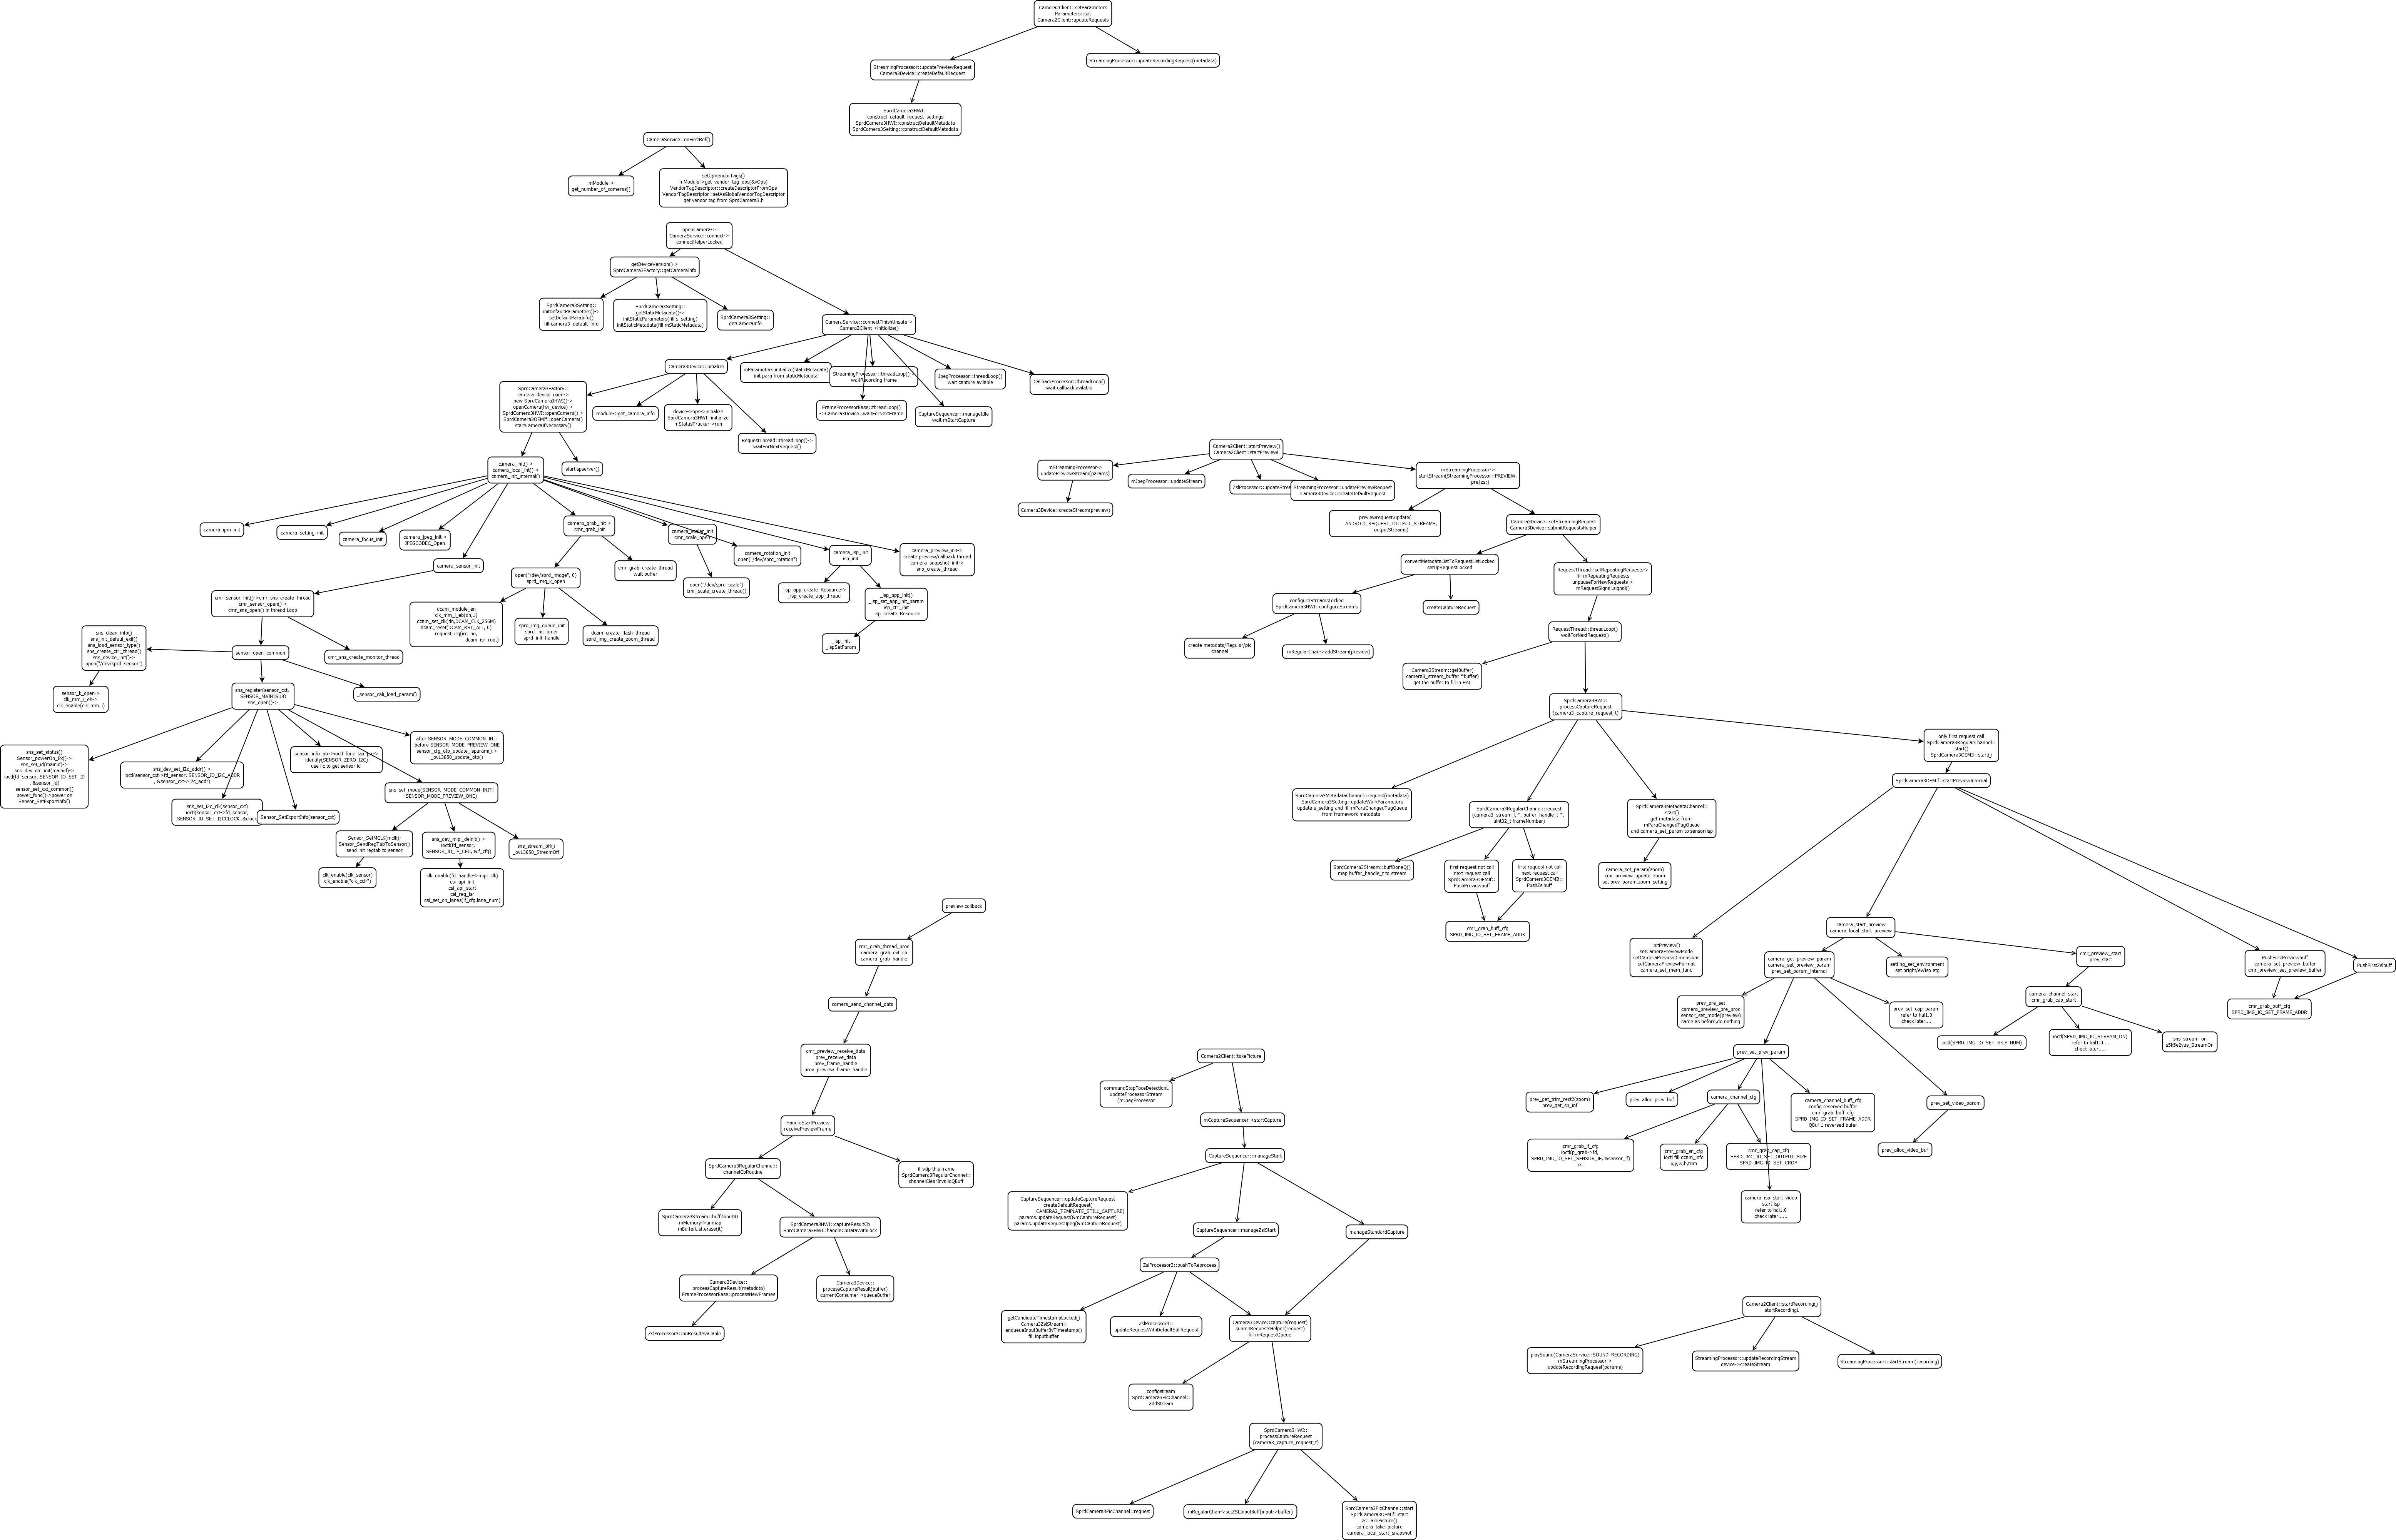 Camera2Client::setParameters
Parameters::set
Camera2Client::updateRequests
StreamingProcessor::updateRecordingRequest(metadata)
StreamingProcessor::updatePreviewRequest
Camera3Device::createDefaultRequest
SprdCamera3HWI::
construct_default_request_settings
SprdCamera3HWI::constructDefaultMetadata
SprdCamera3Setting::constructDefaultMetadata
CameraService::onFirstRef()
mModule->
get_number_of_cameras()
setUpVendorTags()
mModule->get_vendor_tag_ops(&vOps)
VendorTagDescriptor::createDescriptorFromOps
VendorTagDescriptor::setAsGlobalVendorTagDescriptor
get vendor tag from SprdCamera3.h
openCamera->
CameraService::connect->
connectHelperLocked
getDeviceVersion()->
SprdCamera3Factory::getCameraInfo
SprdCamera3Setting::
initDefaultParameters()->
setDefaultParaInfo()
fill camera3_default_info
SprdCamera3Setting::
getStaticMetadata()->
initStaticParameters(fill s_setting)
initStaticMetadata(fill mStaticMetadata)
SprdCamera3Setting::
getCameraInfo
CameraService::connectFinishUnsafe->
Camera2Client->initialize()
Camera3Device::initialize
mParameters.initialize(staticMetadata)
init para from staticMetadata
StreamingProcessor::threadLoop()->
waitRecording frame
JpegProcessor::threadLoop()
wait capture avilable
CallbackProcessor::threadLoop()
wait callback avilable
FrameProcessorBase::threadLoop()
->Camera3Device::waitForNextFrame
CaptureSequencer::manageIdle
wait mStartCapture
SprdCamera3Factory::
camera_device_open->
new SprdCamera3HWI()->
openCamera(hw_device)->
SprdCamera3HWI::openCamera()->
SprdCamera3OEMIf::openCamera()
startCameraIfNecessary()
module->get_camera_info
device->ops->initialize
SprdCamera3HWI::initialize
mStatusTracker->run
RequestThread::threadLoop()->
waitForNextRequest()
camera_init()->
camera_local_int()->
camera_init_internal()
startispserver()
camera_ipm_init
camera_setting_init
camera_focus_init
camera_jpeg_init->
JPEGCODEC_Open
camera_sensor_init
camera_grab_init->
cmr_grab_init
camera_scaler_init
cmr_scale_open
camera_rotation_init
open("/dev/sprd_rotation")
camera_isp_init
isp_init
camera_preview_init->
create preview/callback thread
camera_snapshot_init->
snp_create_thread
open("/dev/sprd_image", 0)
sprd_img_k_open
cmr_grab_create_thread
wait buffer
open("/dev/sprd_scale")
cmr_scale_create_thread()
_isp_app_create_Resource->
_isp_create_app_thread
_isp_app_init()
_isp_set_app_init_param
isp_ctrl_init
_isp_create_Resource
_isp_init
_ispSetParam
dcam_module_en
clk_mm_i_eb(dn,1)
dcam_set_clk(dn,DCAM_CLK_256M)
dcam_reset(DCAM_RST_ALL, 0)
request_irq(irq_no,
_dcam_isr_root)
sprd_img_queue_init
sprd_init_timer
sprd_init_handle
dcam_create_flash_thread
sprd_img_create_zoom_thread
cmr_sensor_init()->cmr_sns_create_thread
cmr_sensor_open()->
cmr_sns_open() in thread Loop
cmr_sns_create_monitor_thread
sensor_open_common
sns_clean_info()
sns_init_defaul_exif()
sns_load_sensor_type()
sns_create_ctrl_thread()
sns_device_init()->
open("/dev/sprd_sensor")
sensor_k_open->
clk_mm_i_eb->
clk_enable(clk_mm_i)
sns_register(sensor_cxt,
SENSOR_MAIN(SUB)
sns_open()->
_sensor_cali_load_param()
sns_set_status()
Sensor_powerOn_Ex()->
sns_set_id(mainid)->
sns_dev_i2c_init(mainid)->
ioctl(fd_sensor, SENSOR_IO_SET_ID
, &sensor_id)
sensor_set_cxt_common()
power_func()->power on
Sensor_SetExportInfo()
sns_dev_set_i2c_addr()->
ioctl(sensor_cxt->fd_sensor, SENSOR_IO_I2C_ADDR
, &sensor_cxt->i2c_addr)
sns_set_i2c_clk(sensor_cxt)
ioctl(sensor_cxt->fd_sensor,
SENSOR_IO_SET_I2CCLOCK, &clock
Sensor_SetExportInfo(sensor_cxt)
sensor_info_ptr->ioctl_func_tab_ptr->
identify(SENSOR_ZERO_I2C)
use iic to get sensor id
after SENSOR_MODE_COMMON_INIT
before SENSOR_MODE_PREVIEW_ONE
sensor_cfg_otp_update_isparam()->
_ov13850_update_otp()
sns_set_mode(SENSOR_MODE_COMMON_INIT)
SENSOR_MODE_PREVIEW_ONE)
Sensor_SetMCLK(mclk);
Sensor_SendRegTabToSensor()
send init regtab to sensor
sns_dev_mipi_deinit()->
ioctl(fd_sensor,
SENSOR_IO_IF_CFG, &if_cfg)
sns_stream_off()
_ov13850_StreamOff
clk_enable(clk_sensor)
clk_enable("clk_cctr")
clk_enable(fd_handle->mipi_clk)
csi_api_init
csi_api_start
csi_reg_isr
csi_set_on_lanes(if_cfg.lane_num)
Camera2Client::startPreview()
Camera2Client::startPreviewL
mStreamingProcessor->
updatePreviewStream(params)
Camera3Device::createStream(preview)
mJpegProcessor::updateStream
ZslProcessor::updateStream
StreamingProcessor::updatePreviewRequest
Camera3Device::createDefaultRequest
mStreamingProcessor->
startStream(StreamingProcessor::PREVIEW,
pre|zs;)
previewrequest.update(
ANDROID_REQUEST_OUTPUT_STREAMS,
outputStreams)
Camera3Device::setStreamingRequest
Camera3Device::submitRequestsHelper
convertMetadataListToRequestListLocked
setUpRequestLocked
RequestThread::setRepeatingRequests->
fill mRepeatingRequests
unpauseForNewRequests->
mRequestSignal.signal()
configureStreamsLocked
SprdCamera3HWI::configureStreams
createCaptureRequest
create metadata/Regular/pic
channel
mRegularChan->addStream(preview)
RequestThread::threadLoop()
waitForNextRequest()
Camera3Stream::getBuffer(
camera3_stream_buffer *buffer)
get the buffer to fill in HAL
SprdCamera3HWI::
processCaptureRequest
(camera3_capture_request_t)
only first request call
SprdCamera3RegularChannel::
start()
SprdCamera3OEMIf::start()
SprdCamera3OEMIf::startPreviewInternal
SprdCamera3MetadataChannel::request(metadata)
SprdCamera3Setting::updateWorkParameters
update s_setting and fill mParaChangedTagQueue
from framework metadata
SprdCamera3RegularChannel::request
(camera3_stream_t *, buffer_handle_t *,
uint32_t frameNumber)
SprdCamera3MetadataChannel::
start()
get metadata from
mParaChangedTagQueue
and camera_set_param to sensor/isp
SprdCamera3Stream::buffDoneQ()
map buffer_handle_t to stream
first request not call
next request call
SprdCamera3OEMIf::
PushPreviewbuff
first request not call
next request call
SprdCamera3OEMIf::
PushZslbuff
cmr_grab_buff_cfg
SPRD_IMG_IO_SET_FRAME_ADDR
camera_set_param(zoom)
cmr_preview_update_zoom
set prev_param.zoom_setting
initPreview()
setCameraPreviewMode
setCameraPreviewDimensions
setCameraPreviewFormat
camera_set_mem_func
camera_start_preview
camera_local_start_preview
camera_get_preview_param
camera_set_preview_param
prev_set_param_internal
setting_set_environment
set bright/ev/iso etg
cmr_preview_start
prev_start
PushFirstPreviewbuff
camera_set_preview_buffer
cmr_preview_set_preview_buffer
PushFirstZslbuff
cmr_grab_buff_cfg
SPRD_IMG_IO_SET_FRAME_ADDR
camera_channel_start
cmr_grab_cap_start
ioctl(SPRD_IMG_IO_SET_SKIP_NUM)
ioctl(SPRD_IMG_IO_STREAM_ON)
refer to hal1.0.....
check later......
sns_stream_on
s5k5e2yas_StreamOn
prev_pre_set
camera_preview_pre_proc
sensor_set_mode(preview)
same as before,do nothing
prev_set_cap_param
refer to hal1.0
check later.....
prev_set_prev_param
prev_get_trim_rect2(zoom)
prev_get_sn_inf
prev_alloc_prev_buf
camera_channel_cfg
camera_channel_buff_cfg
config reserved buffer
cmr_grab_buff_cfg
SPRD_IMG_IO_SET_FRAME_ADDR
QBuf 1 reversed bufer
prev_set_video_param
prev_alloc_video_buf
cmr_grab_if_cfg
ioctl(p_grab->fd,
SPRD_IMG_IO_SET_SENSOR_IF, &sensor_if)
csi
cmr_grab_sn_cfg
ioctl fill dcam_info
x,y,w,h,trim
cmr_grab_cap_cfg
SPRD_IMG_IO_SET_OUTPUT_SIZE
SPRD_IMG_IO_SET_CROP
camera_isp_start_video
start isp
refer to hal1.0
check later......
preview callback
cmr_grab_thread_proc
camera_grab_evt_cb
camera_grab_handle
camera_send_channel_data
cmr_preview_receive_data
prev_receive_data
prev_frame_handle
prev_preview_frame_handle
HandleStartPreview
receivePreviewFrame
SprdCamera3RegularChannel::
channelCbRoutine
if skip this frame
SprdCamera3RegularChannel::
channelClearInvalidQBuff
SprdCamera3Stream::buffDoneDQ
mMemory->unmap
mBufferList.erase(it)
SprdCamera3HWI::captureResultCb
SprdCamera3HWI::handleCbDataWithLock
Camera3Device::
processCaptureResult(metadata)
FrameProcessorBase::processNewFrames
Camera3Device::
processCaptureResult(buffer)
currentConsumer->queueBuffer
ZslProcessor3::onResultAvailable
Camera2Client::takePicture
commandStopFaceDetectionL
updateProcessorStream
(mJpegProcessor
mCaptureSequencer->startCapture
CaptureSequencer::manageStart
CaptureSequencer::updateCaptureRequest
createDefaultRequest(
CAMERA2_TEMPLATE_STILL_CAPTURE)
params.updateRequest(&mCaptureRequest)
params.updateRequestJpeg(&mCaptureRequest)
CaptureSequencer::manageZslStart
manageStandardCapture
ZslProcessor3::pushToReprocess
getCandidateTimestampLocked()
Camera3ZslStream::
enqueueInputBufferByTimestamp()
fill inputbuffer
ZslProcessor3::
updateRequestWithDefaultStillRequest
Camera3Device::capture(request)
submitRequestsHelper(request)
fill mRequestQueue
configstream
SprdCamera3PicChannel::
addStream
SprdCamera3HWI::
processCaptureRequest
(camera3_capture_request_t)
SprdCamera3PicChannel::request
mRegularChan->setZSLInputBuff(input->buffer)
SprdCamera3PicChannel::start
SprdCamera3OEMIf::start
zslTakePicture()
camera_take_picture
camera_local_start_snapshot
Camera2Client::startRecording()
startRecordingL
playSound(CameraService::SOUND_RECORDING)
mStreamingProcessor->
updateRecordingRequest(params)
StreamingProcessor::updateRecordingStream
device->createStream
StreamingProcessor::startStream(recording)